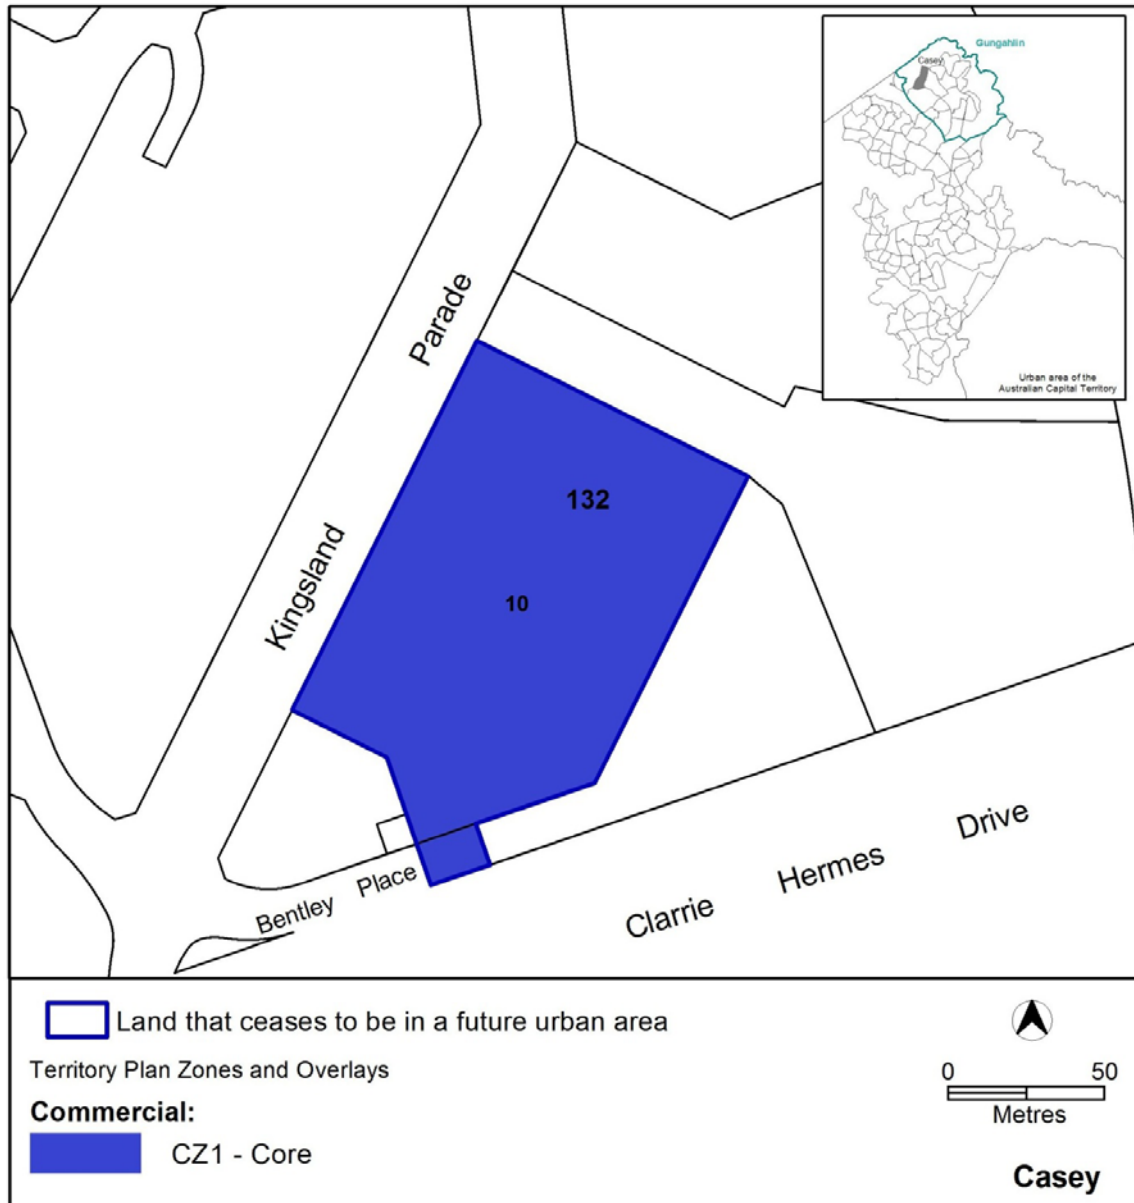 Gungahlin
Casey
Urban area of the
Australian Capital Territory
Kingsland Parade
132
10
Bentley Place
Clarrie Hermes Drive
Land that ceases to be in a future urban area
Territory Plan Zones and Overlays
Commercial:
CZ1 - Core
0 50
Metres
Casey